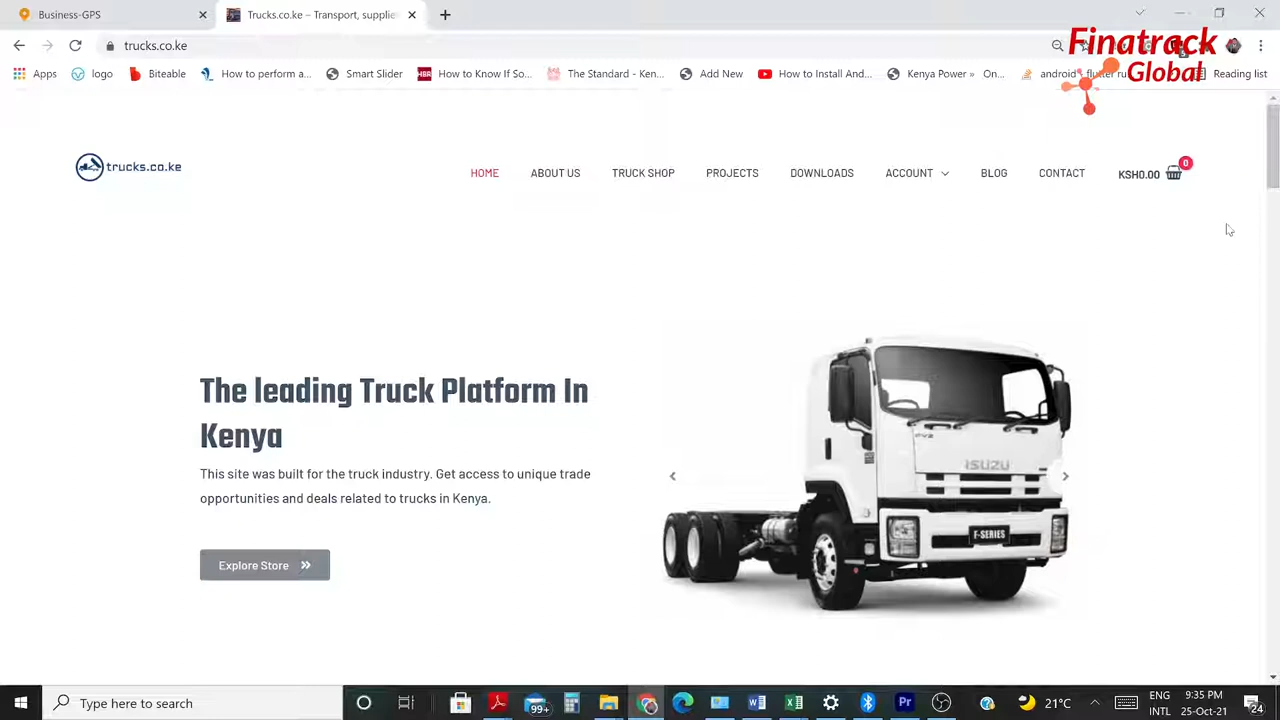 Business-GPS
Trucks.co.ke – Transport, supplie
trucks.co.ke
Finatrack
Global
Apps
logo
Biteable
How to perform a...
Smart Slider
HBR
How to Know If So...
The Standard - Ken...
Add New
How to Install And...
Kenya Power » On...
android - flutter ru
Reading list
trucks.co.ke
HOME
ABOUT US
TRUCK SHOP
PROJECTS
DOWNLOADS
ACCOUNT
BLOG
CONTACT
KSH0.00
0
The leading Truck Platform In
Kenya
This site was built for the truck industry. Get access to unique trade
opportunities and deals related to trucks in Kenya.
Explore Store
ISUZU
F-SERIES
Type here to search
99+
21°C
ENG
INTL
9:35 PM
25-Oct-21
24